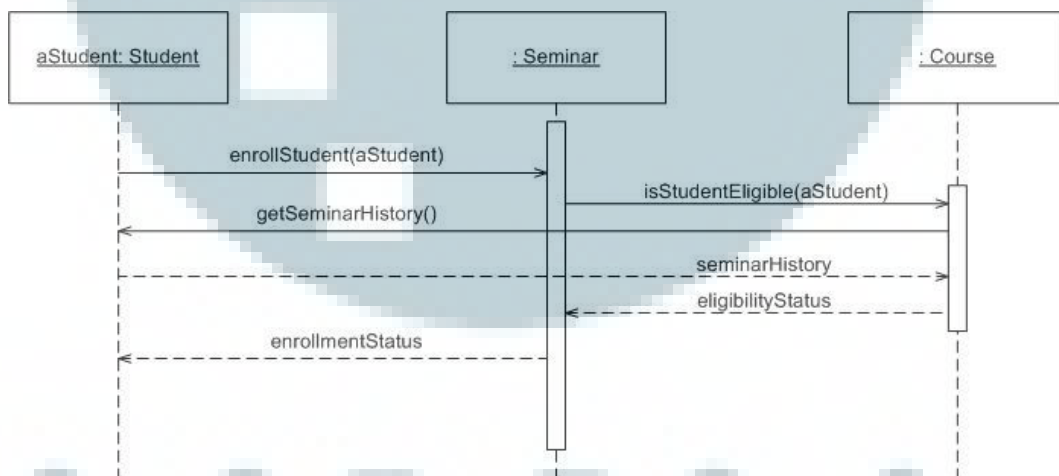 aStudent: Student
: Seminar
: Course
enrollStudent(aStudent)
isStudentEligible(aStudent)
getSeminarHistory()
seminarHistory
eligibilityStatus
enrollmentStatus